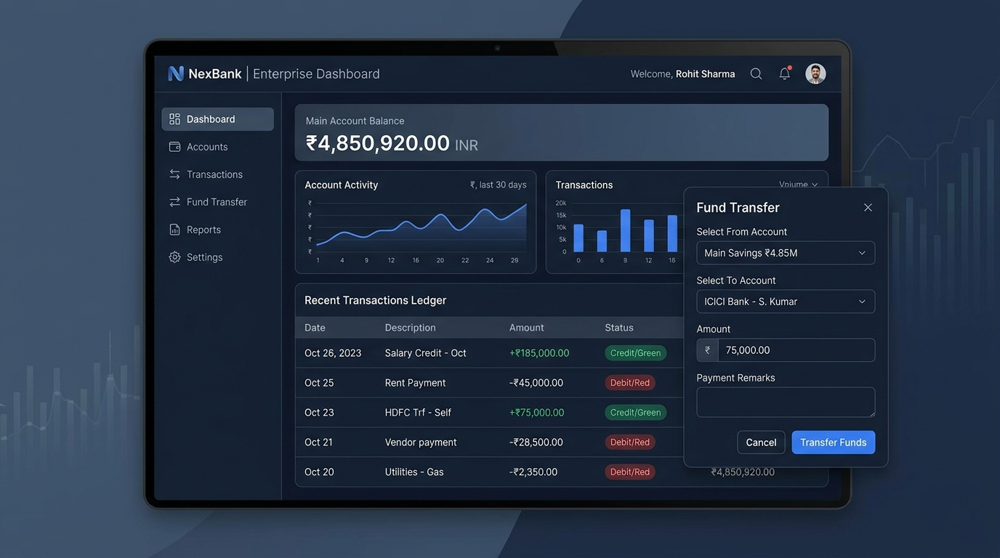 NexBank | Enterprise Dashboard
Welcome, Rohit Sharma
Dashboard
Accounts
Transactions
Fund Transfer
Reports
Settings
Main Account Balance
₹4,850,920.00 INR
Account Activity
₹, last 30 days
₹
₹
₹
₹
₹
1 4 9 12 16 20 22 24 29
Transactions
Volume
20k
15k
10k
5k
0
0 6 9 12 16
Recent Transactions Ledger
Date Description Amount Status
Oct 26, 2023 Salary Credit - Oct +₹185,000.00 Credit/Green
Oct 25 Rent Payment -₹45,000.00 Debit/Red
Oct 23 HDFC Trf - Self +₹75,000.00 Credit/Green
Oct 21 Vendor payment -₹28,500.00 Debit/Red
Oct 20 Utilities - Gas -₹2,350.00 Debit/Red ₹4,850,920.00
Fund Transfer
Select From Account
Main Savings ₹4.85M
Select To Account
ICICI Bank - S. Kumar
Amount
₹ 75,000.00
Payment Remarks
Cancel
Transfer Funds